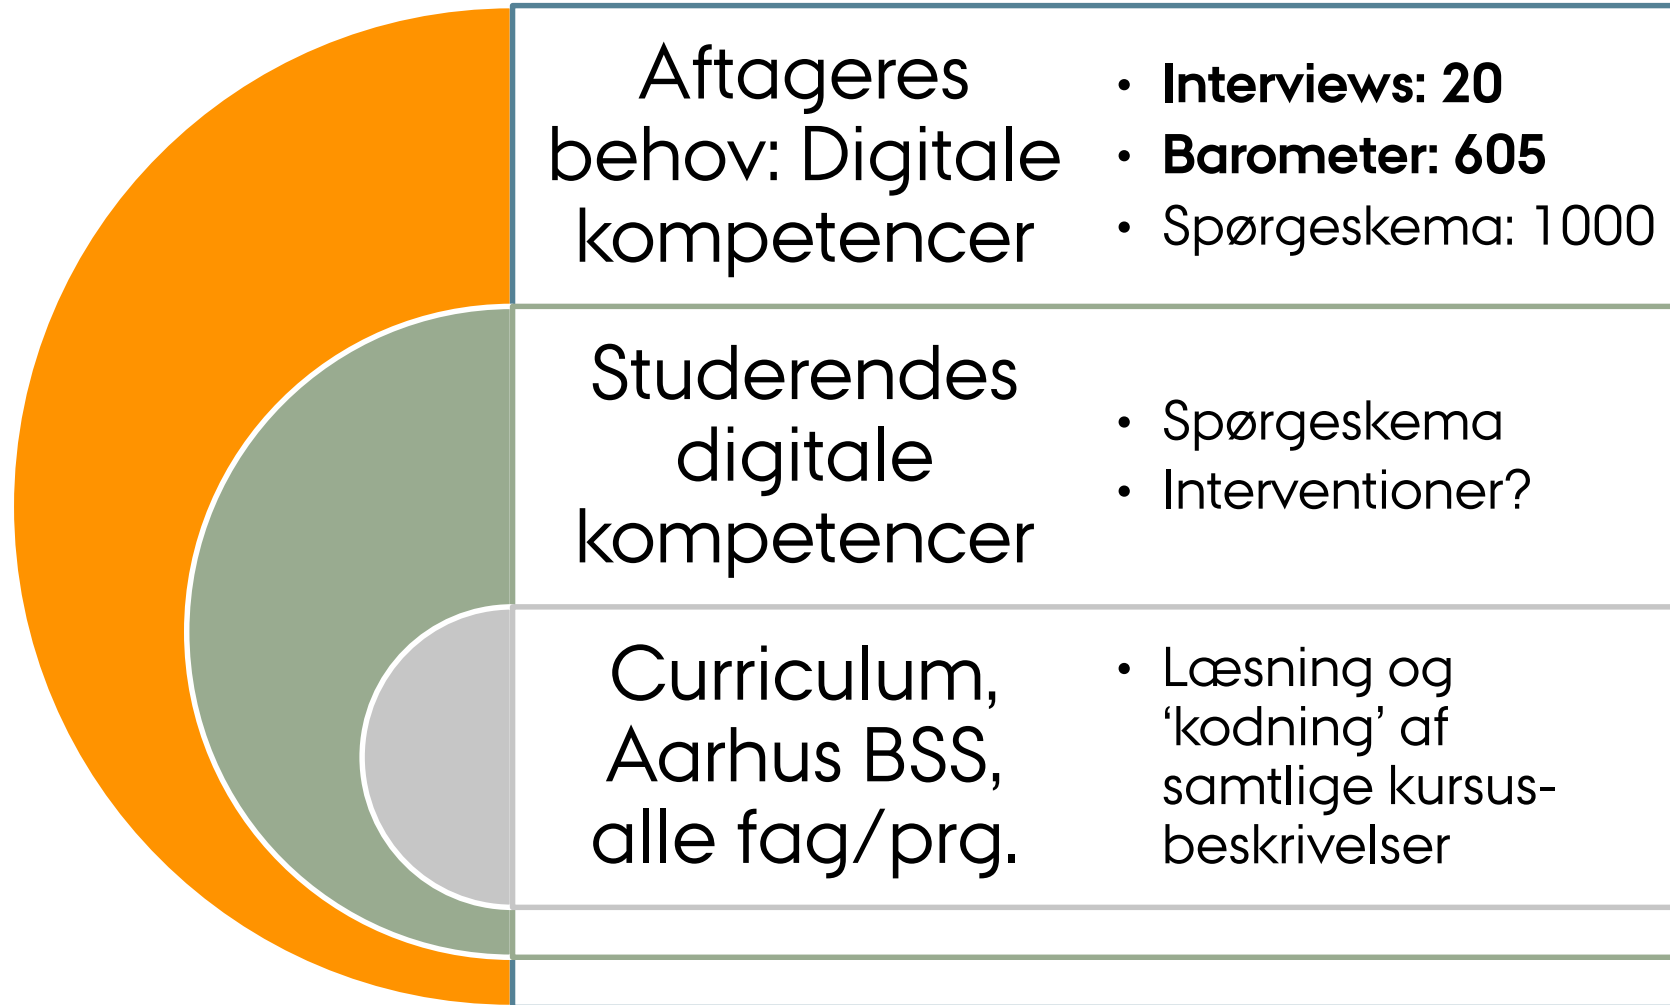 Aftageres
behov: Digitale
kompetencer
• Interviews: 20
• Barometer: 605
• Spørgeskema: 1000
Studerendes
digitale
kompetencer
• Spørgeskema
• Interventioner?
Curriculum,
Aarhus BSS,
alle fag/prg.
• Læsning og
‘kodning’ af
samtlige kursus-
beskrivelser